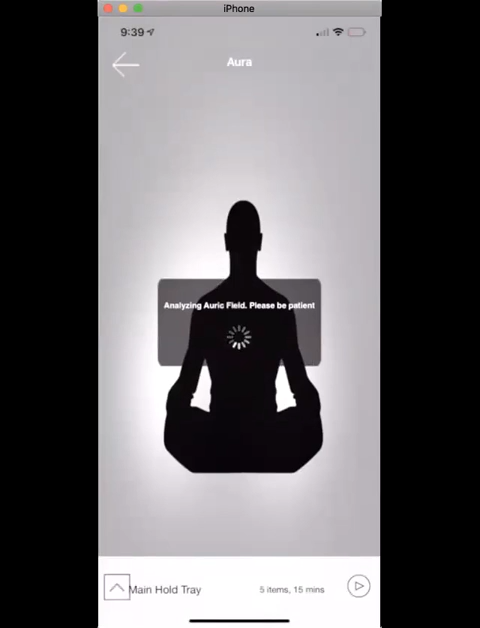 iPhone
9:39
Aura
Analyzing Auric Field. Please be patient
Main Hold Tray
5 items, 15 mins